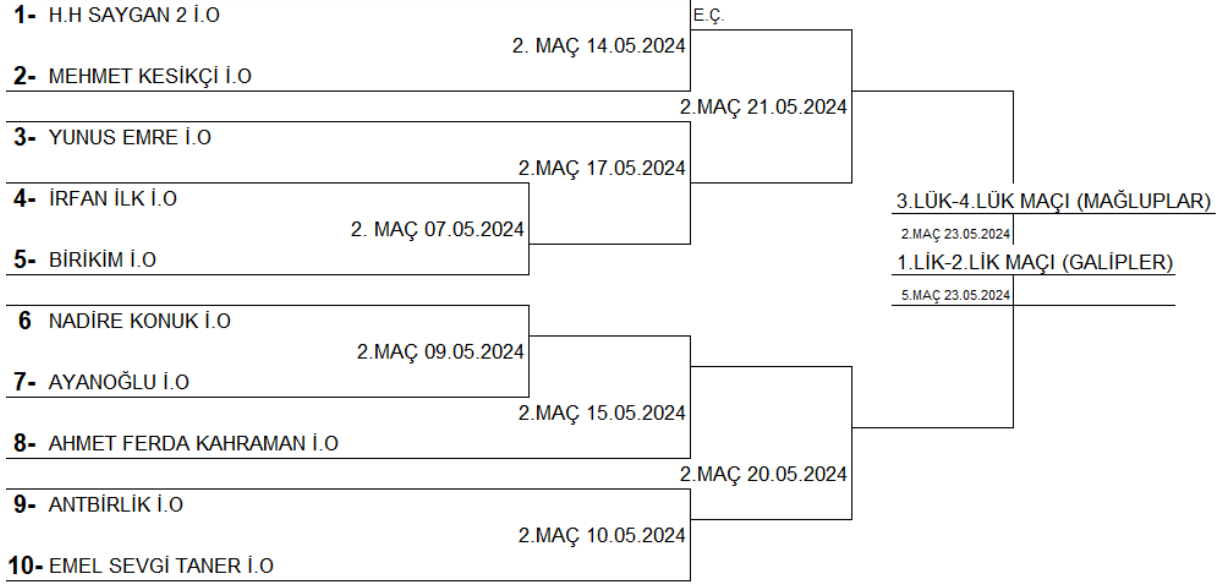 1- H.H SAYGAN 2 İ.O
E.Ç.
2. MAÇ 14.05.2024
2- MEHMET KESİKÇİ İ.O
2.MAÇ 21.05.2024
3- YUNUS EMRE İ.O
2.MAÇ 17.05.2024
4- İRFAN İLK İ.O
3.LÜK-4.LÜK MAÇI (MAĞLUPLAR)
2. MAÇ 07.05.2024
2.MAÇ 23.05.2024
5- BİRİKİM İ.O
1.LİK-2.LİK MAÇI (GALİPLER)
5.MAÇ 23.05.2024
6 NADİRE KONUK İ.O
2.MAÇ 09.05.2024
7- AYANOĞLU İ.O
2.MAÇ 15.05.2024
8- AHMET FERDA KAHRAMAN İ.O
2.MAÇ 20.05.2024
9- ANTBİRLİK İ.O
2.MAÇ 10.05.2024
10- EMEL SEVGİ TANER İ.O